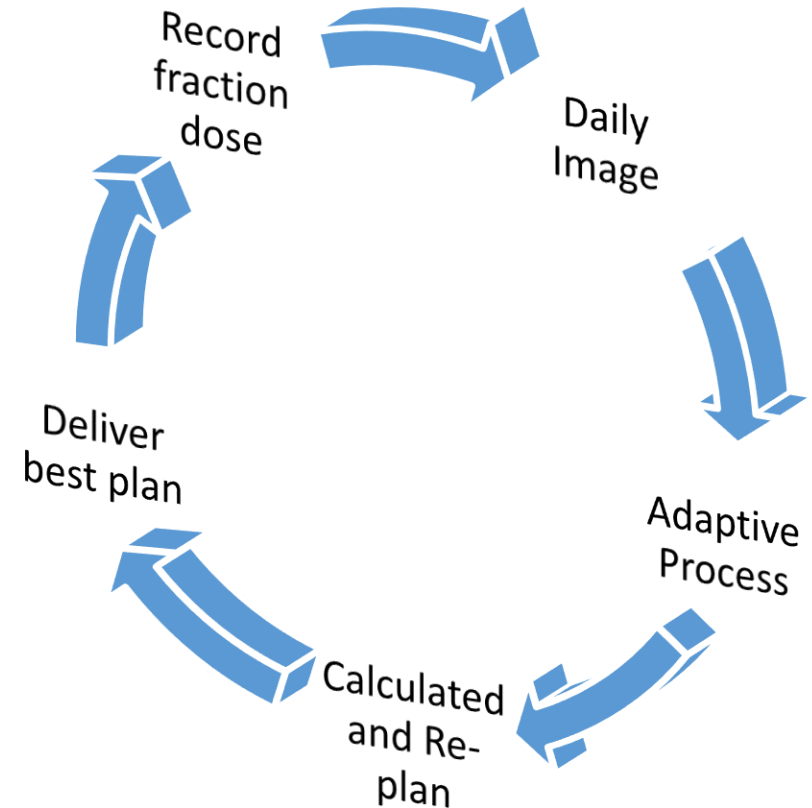 Record
fraction
dose
Daily
Image
Adaptive
Process
Calculated
and Re-
plan
Deliver
best plan